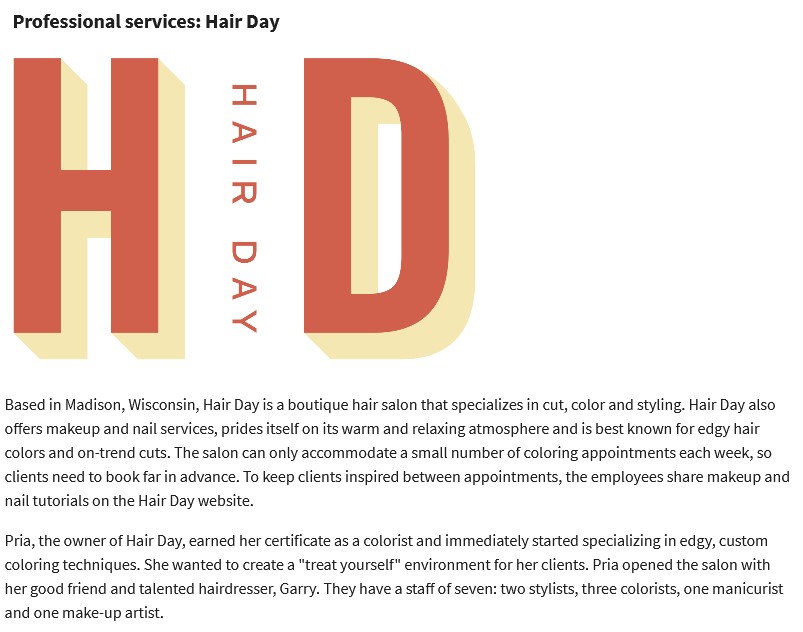 Professional services: Hair Day
H D
HAIR DAY
Based in Madison, Wisconsin, Hair Day is a boutique hair salon that specializes in cut, color and styling. Hair Day also
offers makeup and nail services, prides itself on its warm and relaxing atmosphere and is best known for edgy hair
colors and on-trend cuts. The salon can only accommodate a small number of coloring appointments each week, so
clients need to book far in advance. To keep clients inspired between appointments, the employees share makeup and
nail tutorials on the Hair Day website.
Pria, the owner of Hair Day, earned her certificate as a colorist and immediately started specializing in edgy, custom
coloring techniques. She wanted to create a "treat yourself" environment for her clients. Pria opened the salon with
her good friend and talented hairdresser, Garry. They have a staff of seven: two stylists, three colorists, one manicurist
and one make-up artist.